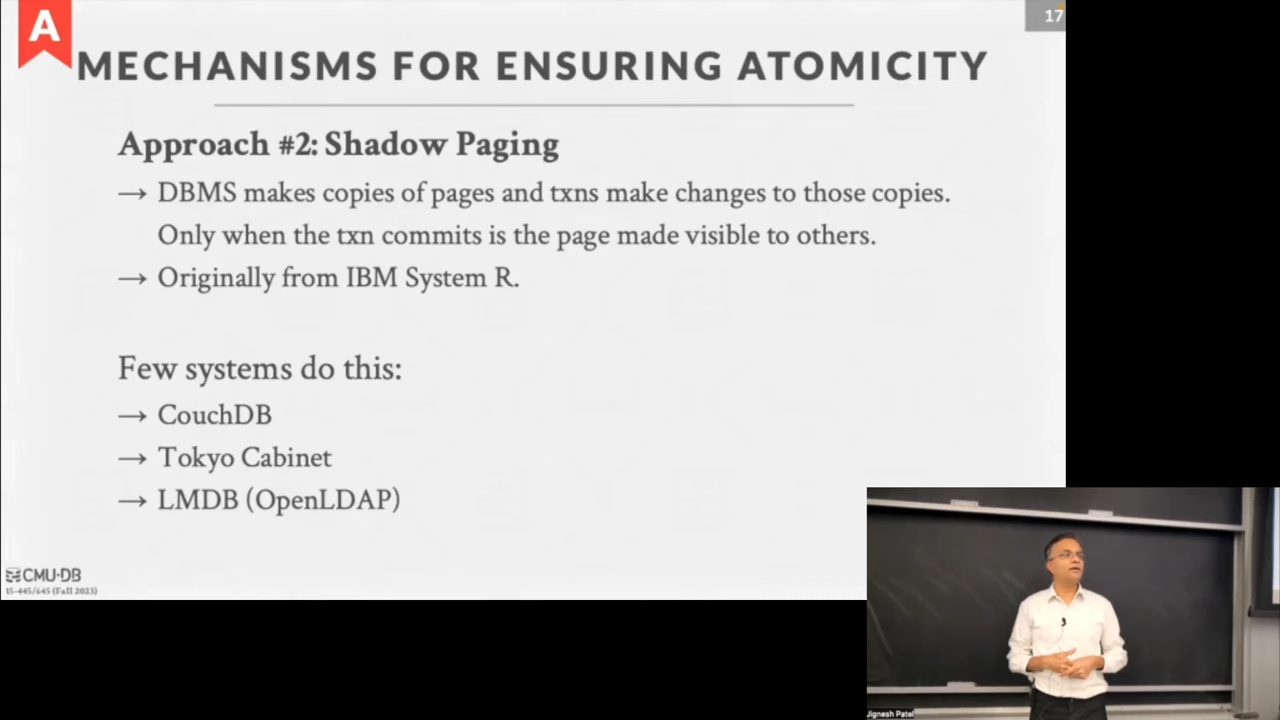 A
17
MECHANISMS FOR ENSURING ATOMICITY
Approach #2: Shadow Paging
→ DBMS makes copies of pages and txns make changes to those copies.
Only when the txn commits is the page made visible to others.
→ Originally from IBM System R.
Few systems do this:
→ CouchDB
→ Tokyo Cabinet
→ LMDB (OpenLDAP)
CMU·DB
15-445/645 (Fall 2023)
Jignesh Patel